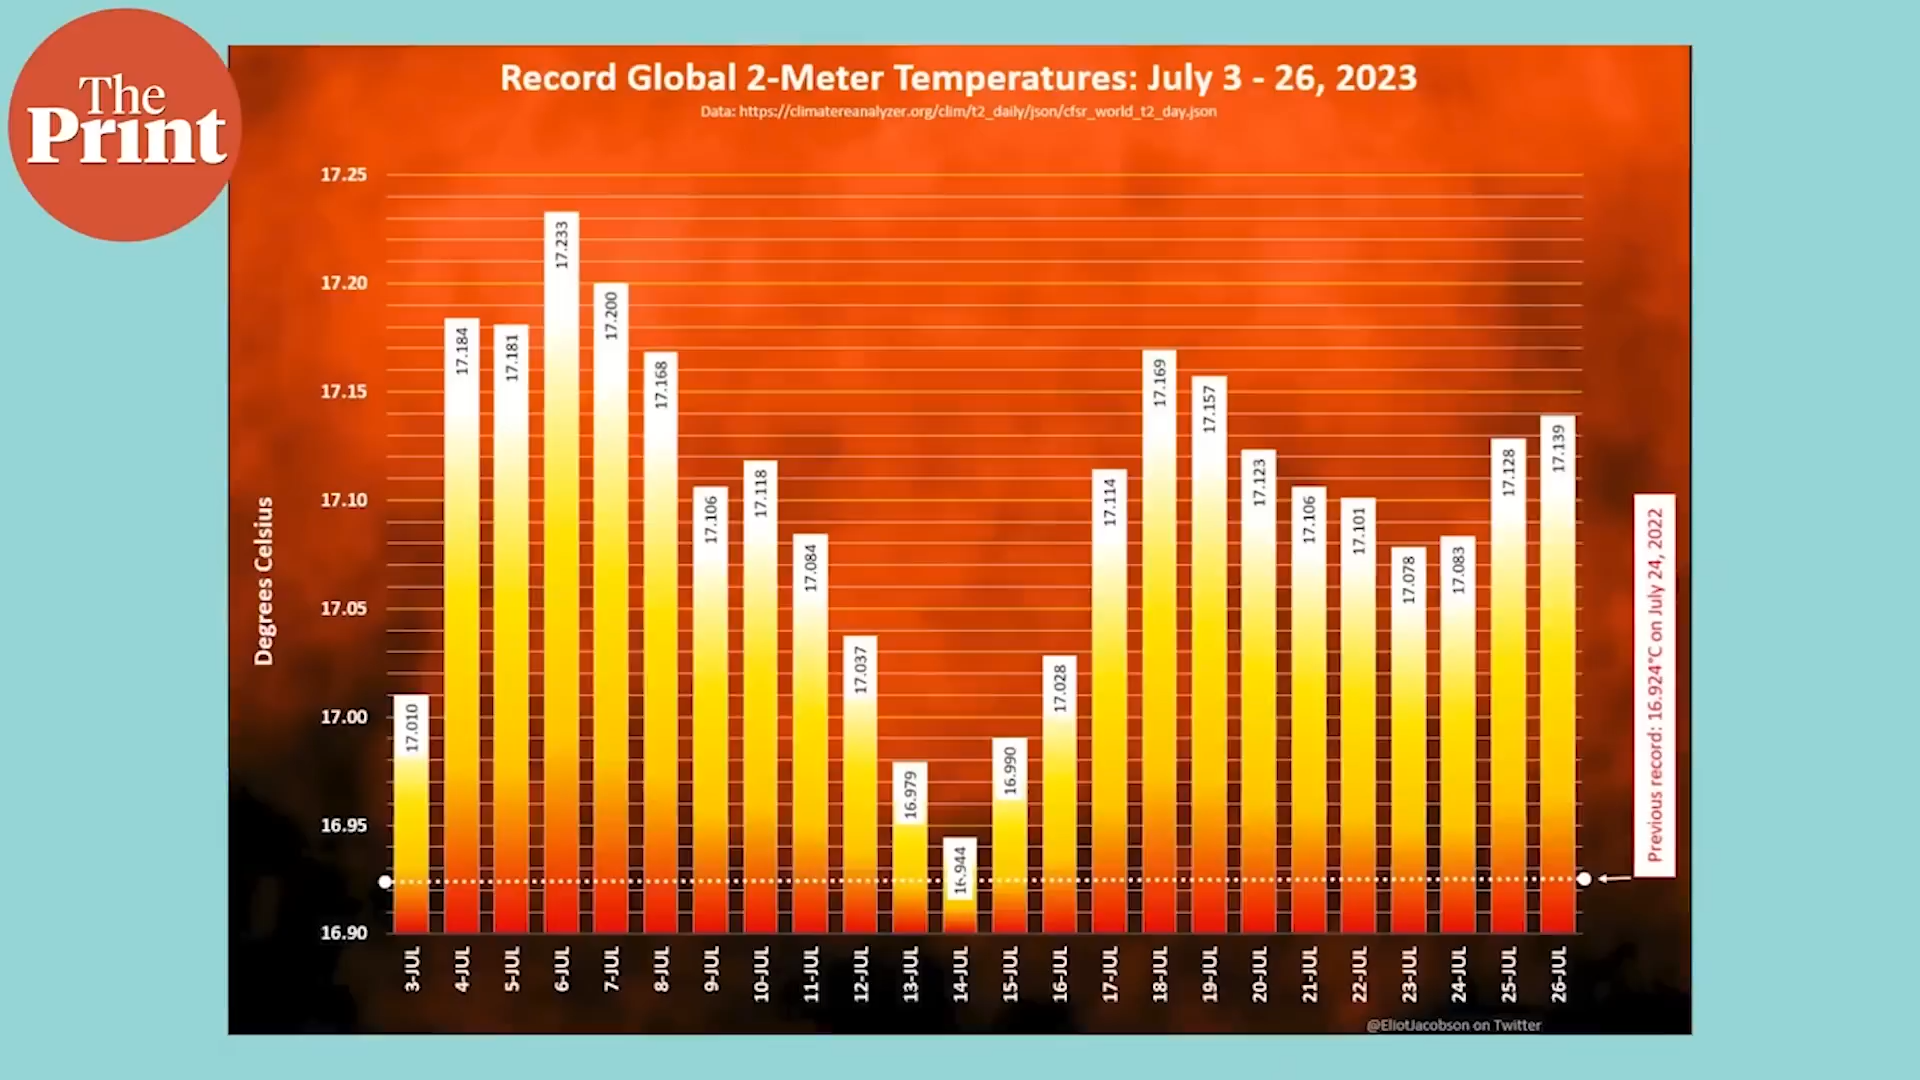 The
Print
Record Global 2-Meter Temperatures: July 3 - 26, 2023
Data: https://climatereanalyzer.org/clim/t2_daily/json/cfsr_world_t2_day.json
Degrees Celsius
17.25
17.20
17.15
17.10
17.05
17.00
16.95
16.90
17.010
17.184
17.181
17.233
17.200
17.168
17.106
17.118
17.084
17.037
16.979
16.944
16.990
17.028
17.114
17.169
17.157
17.123
17.106
17.101
17.078
17.083
17.128
17.139
3-JUL
4-JUL
5-JUL
6-JUL
7-JUL
8-JUL
9-JUL
10-JUL
11-JUL
12-JUL
13-JUL
14-JUL
15-JUL
16-JUL
17-JUL
18-JUL
19-JUL
20-JUL
21-JUL
22-JUL
23-JUL
24-JUL
25-JUL
26-JUL
Previous record: 16.924°C on July 24, 2022
@EliotJacobson on Twitter